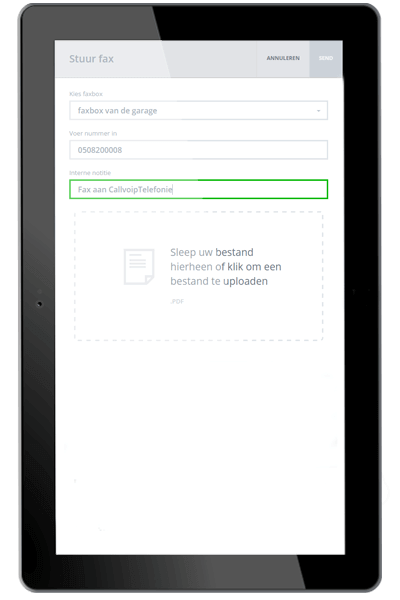 Stuur fax
ANNULEREN
SEND
Kies faxbox
faxbox van de garage
Voer nummer in
0508200008
Interne notitie
Fax aan CallvoipTelefonie
Sleep uw bestand
hierheen of klik om een
bestand te uploaden
.PDF